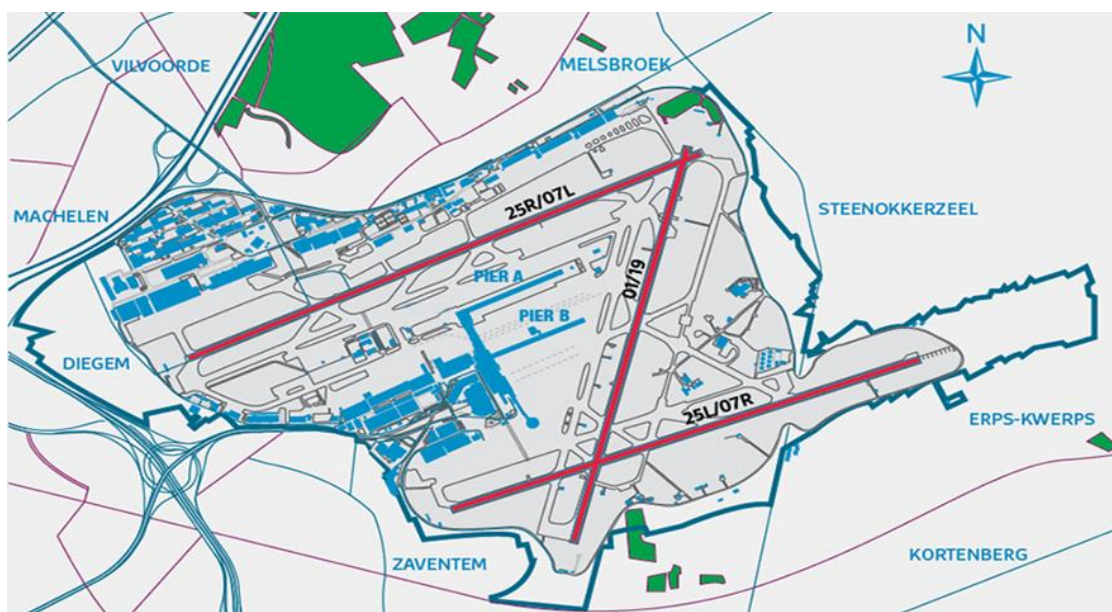 VILVOORDE
MELSBROEK
N
MACHELEN
25R/07L
STEENOKKERZEEL
01/19
PIER A
PIER B
DIEGEM
25L/07R
ERPS-KWERPS
ZAVENTEM
KORTENBERG